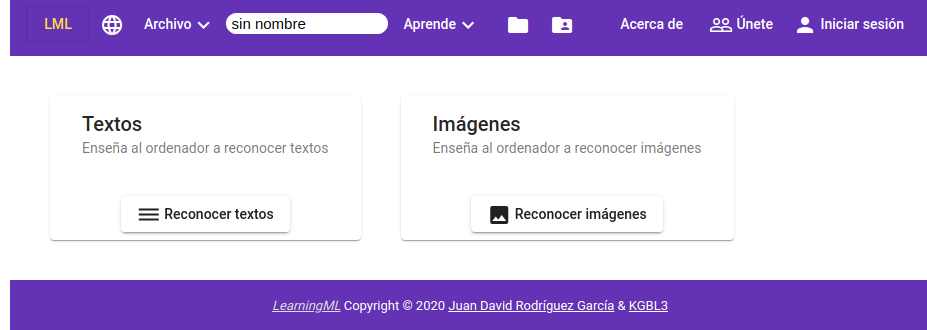 LML Archivo sin nombre Aprende Acerca de Únete Iniciar sesión
Textos
Enseña al ordenador a reconocer textos
Reconocer textos
Imágenes
Enseña al ordenador a reconocer imágenes
Reconocer imágenes
LearningML Copyright © 2020 Juan David Rodríguez García & KGBL3